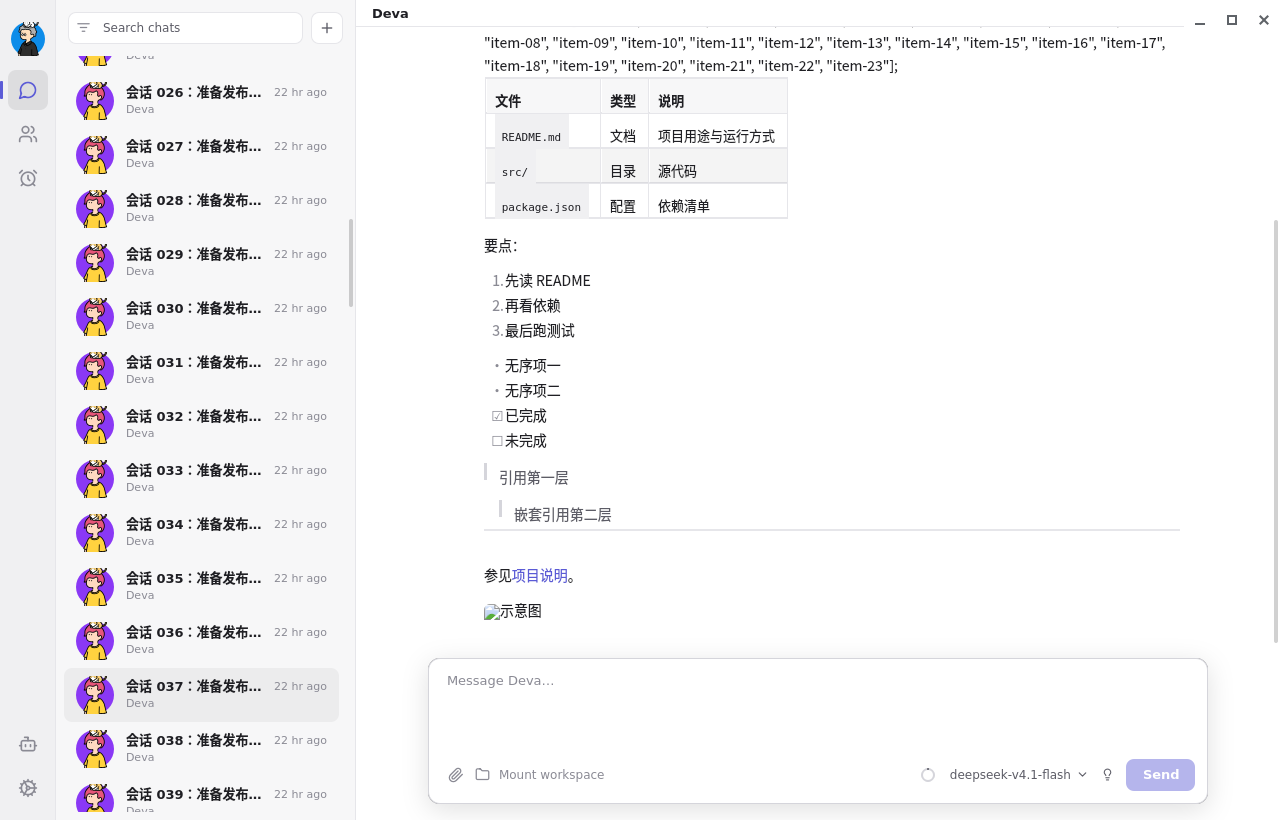 Search chats
Deva
Deva
会话 026：准备发布... 22 hr ago
Deva
会话 027：准备发布... 22 hr ago
Deva
会话 028：准备发布... 22 hr ago
Deva
会话 029：准备发布... 22 hr ago
Deva
会话 030：准备发布... 22 hr ago
Deva
会话 031：准备发布... 22 hr ago
Deva
会话 032：准备发布... 22 hr ago
Deva
会话 033：准备发布... 22 hr ago
Deva
会话 034：准备发布... 22 hr ago
Deva
会话 035：准备发布... 22 hr ago
Deva
会话 036：准备发布... 22 hr ago
Deva
会话 037：准备发布... 22 hr ago
Deva
会话 038：准备发布... 22 hr ago
Deva
会话 039：准备发布... 22 hr ago
Deva
"item-08", "item-09", "item-10", "item-11", "item-12", "item-13", "item-14", "item-15", "item-16", "item-17",
"item-18", "item-19", "item-20", "item-21", "item-22", "item-23"];
文件 类型 说明
README.md 文档 项目用途与运行方式
src/ 目录 源代码
package.json 配置 依赖清单
要点：
1. 先读 README
2. 再看依赖
3. 最后跑测试
• 无序项一
• 无序项二
☑ 已完成
☐ 未完成
引用第一层
嵌套引用第二层
参见项目说明。
示意图
Message Deva...
Mount workspace
deepseek-v4.1-flash
Send